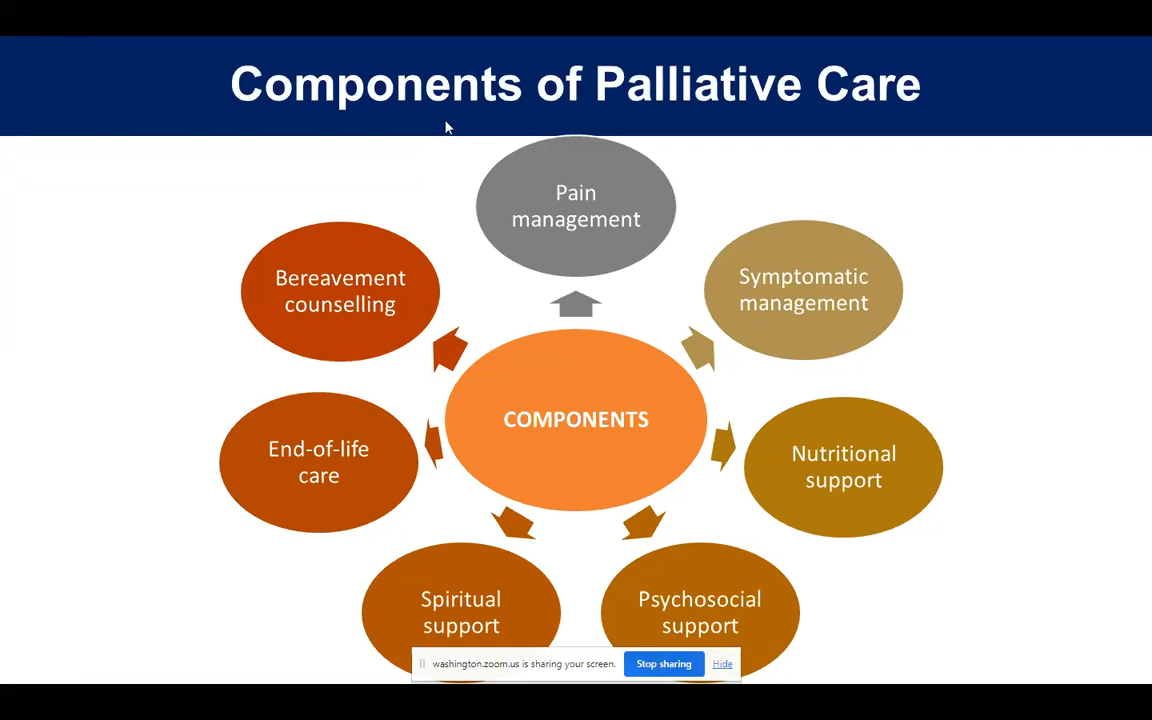 Components of Palliative Care
Pain
management
Symptomatic
management
Nutritional
support
Psychosocial
support
Spiritual
support
End-of-life
care
Bereavement
counselling
COMPONENTS
washington.zoom.us is sharing your screen.
Stop sharing
Hide